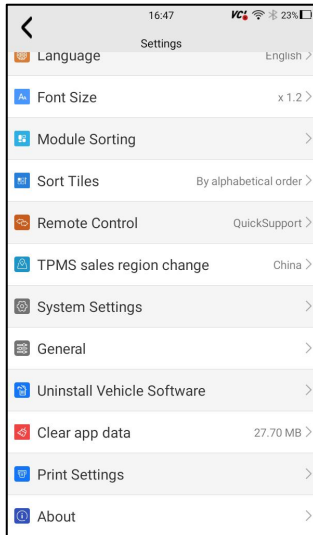 16:47 VCI 23%
Settings
Language English
Font Size x 1.2
Module Sorting
Sort Tiles By alphabetical order
Remote Control QuickSupport
TPMS sales region change China
System Settings
General
Uninstall Vehicle Software
Clear app data 27.70 MB
Print Settings
About